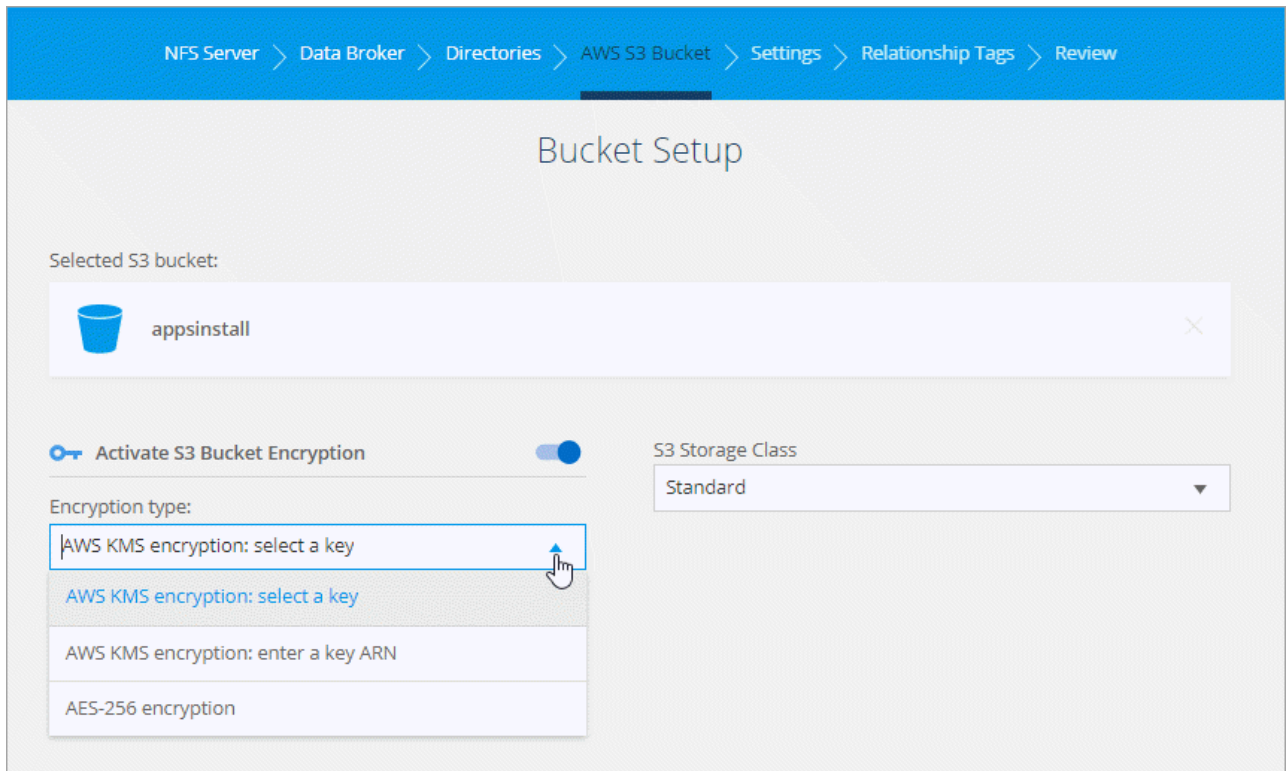 NFS Server > Data Broker > Directories > AWS S3 Bucket > Settings > Relationship Tags > Review
Bucket Setup
Selected S3 bucket:
appsinstall
Activate S3 Bucket Encryption
S3 Storage Class
Standard
Encryption type:
AWS KMS encryption: select a key
AWS KMS encryption: select a key
AWS KMS encryption: enter a key ARN
AES-256 encryption